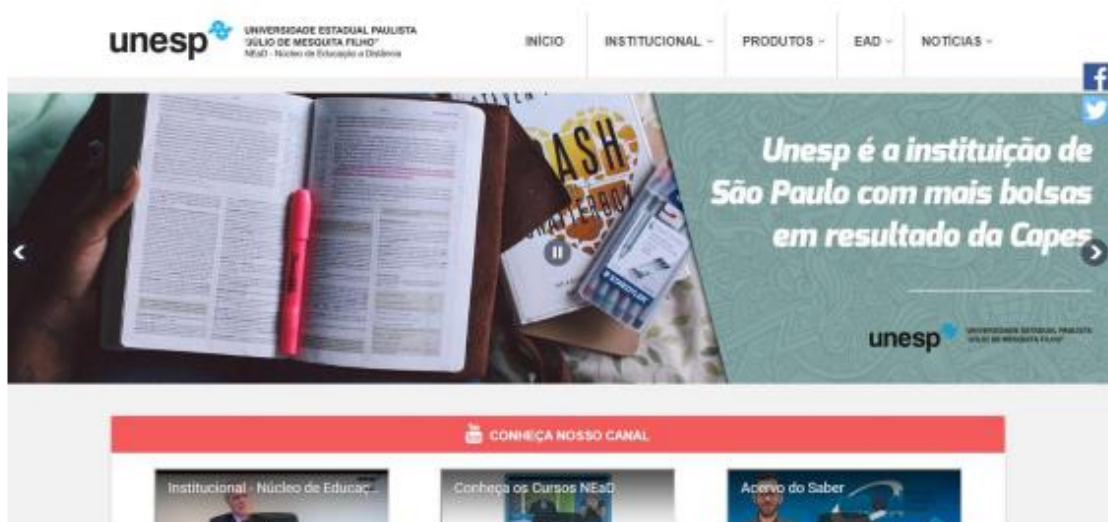 unesp
UNIVERSIDADE ESTADUAL PAULISTA
"JÚLIO DE MESQUITA FILHO"
NEaD - Núcleo de Educação a Distância
INÍCIO
INSTITUCIONAL
PRODUTOS
EAD
NOTÍCIAS
ASH
STAEDTLER
Unesp é a instituição de
São Paulo com mais bolsas
em resultado da Capes
unesp
UNIVERSIDADE ESTADUAL PAULISTA
"JÚLIO DE MESQUITA FILHO"
CONHEÇA NOSSO CANAL
Institucional - Núcleo de Educaç...
Conheça os Cursos NEaD
Acervo do Saber